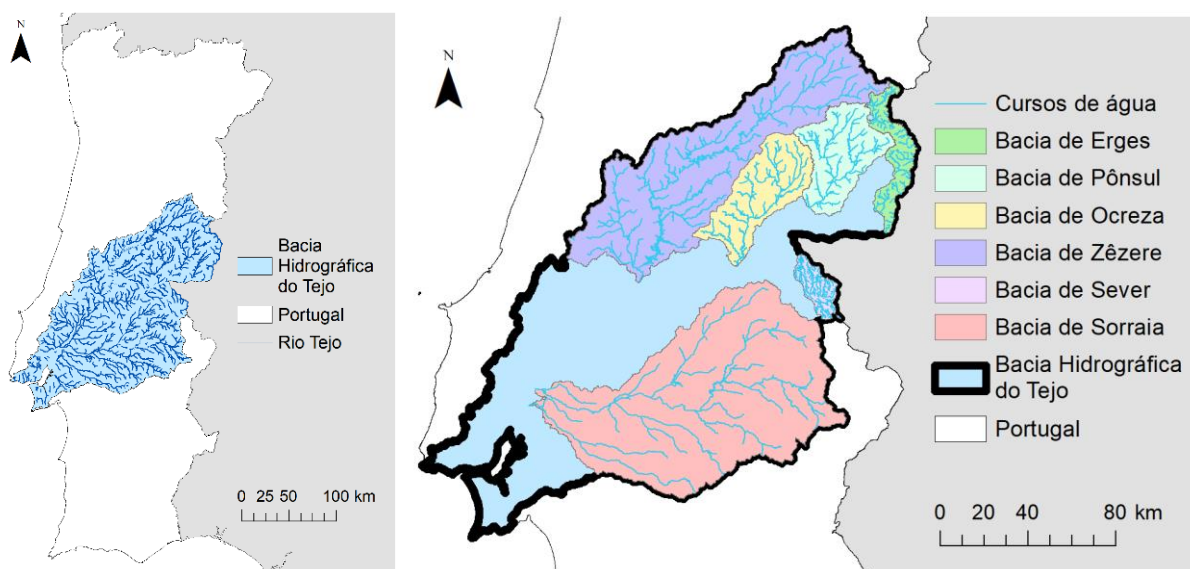 N
Bacia
Hidrográfica
do Tejo
Portugal
Rio Tejo
0 25 50 100 km
N
Cursos de água
Bacia de Erges
Bacia de Pônsul
Bacia de Ocreza
Bacia de Zêzere
Bacia de Sever
Bacia de Sorraia
Bacia Hidrográfica
do Tejo
Portugal
0 20 40 80 km